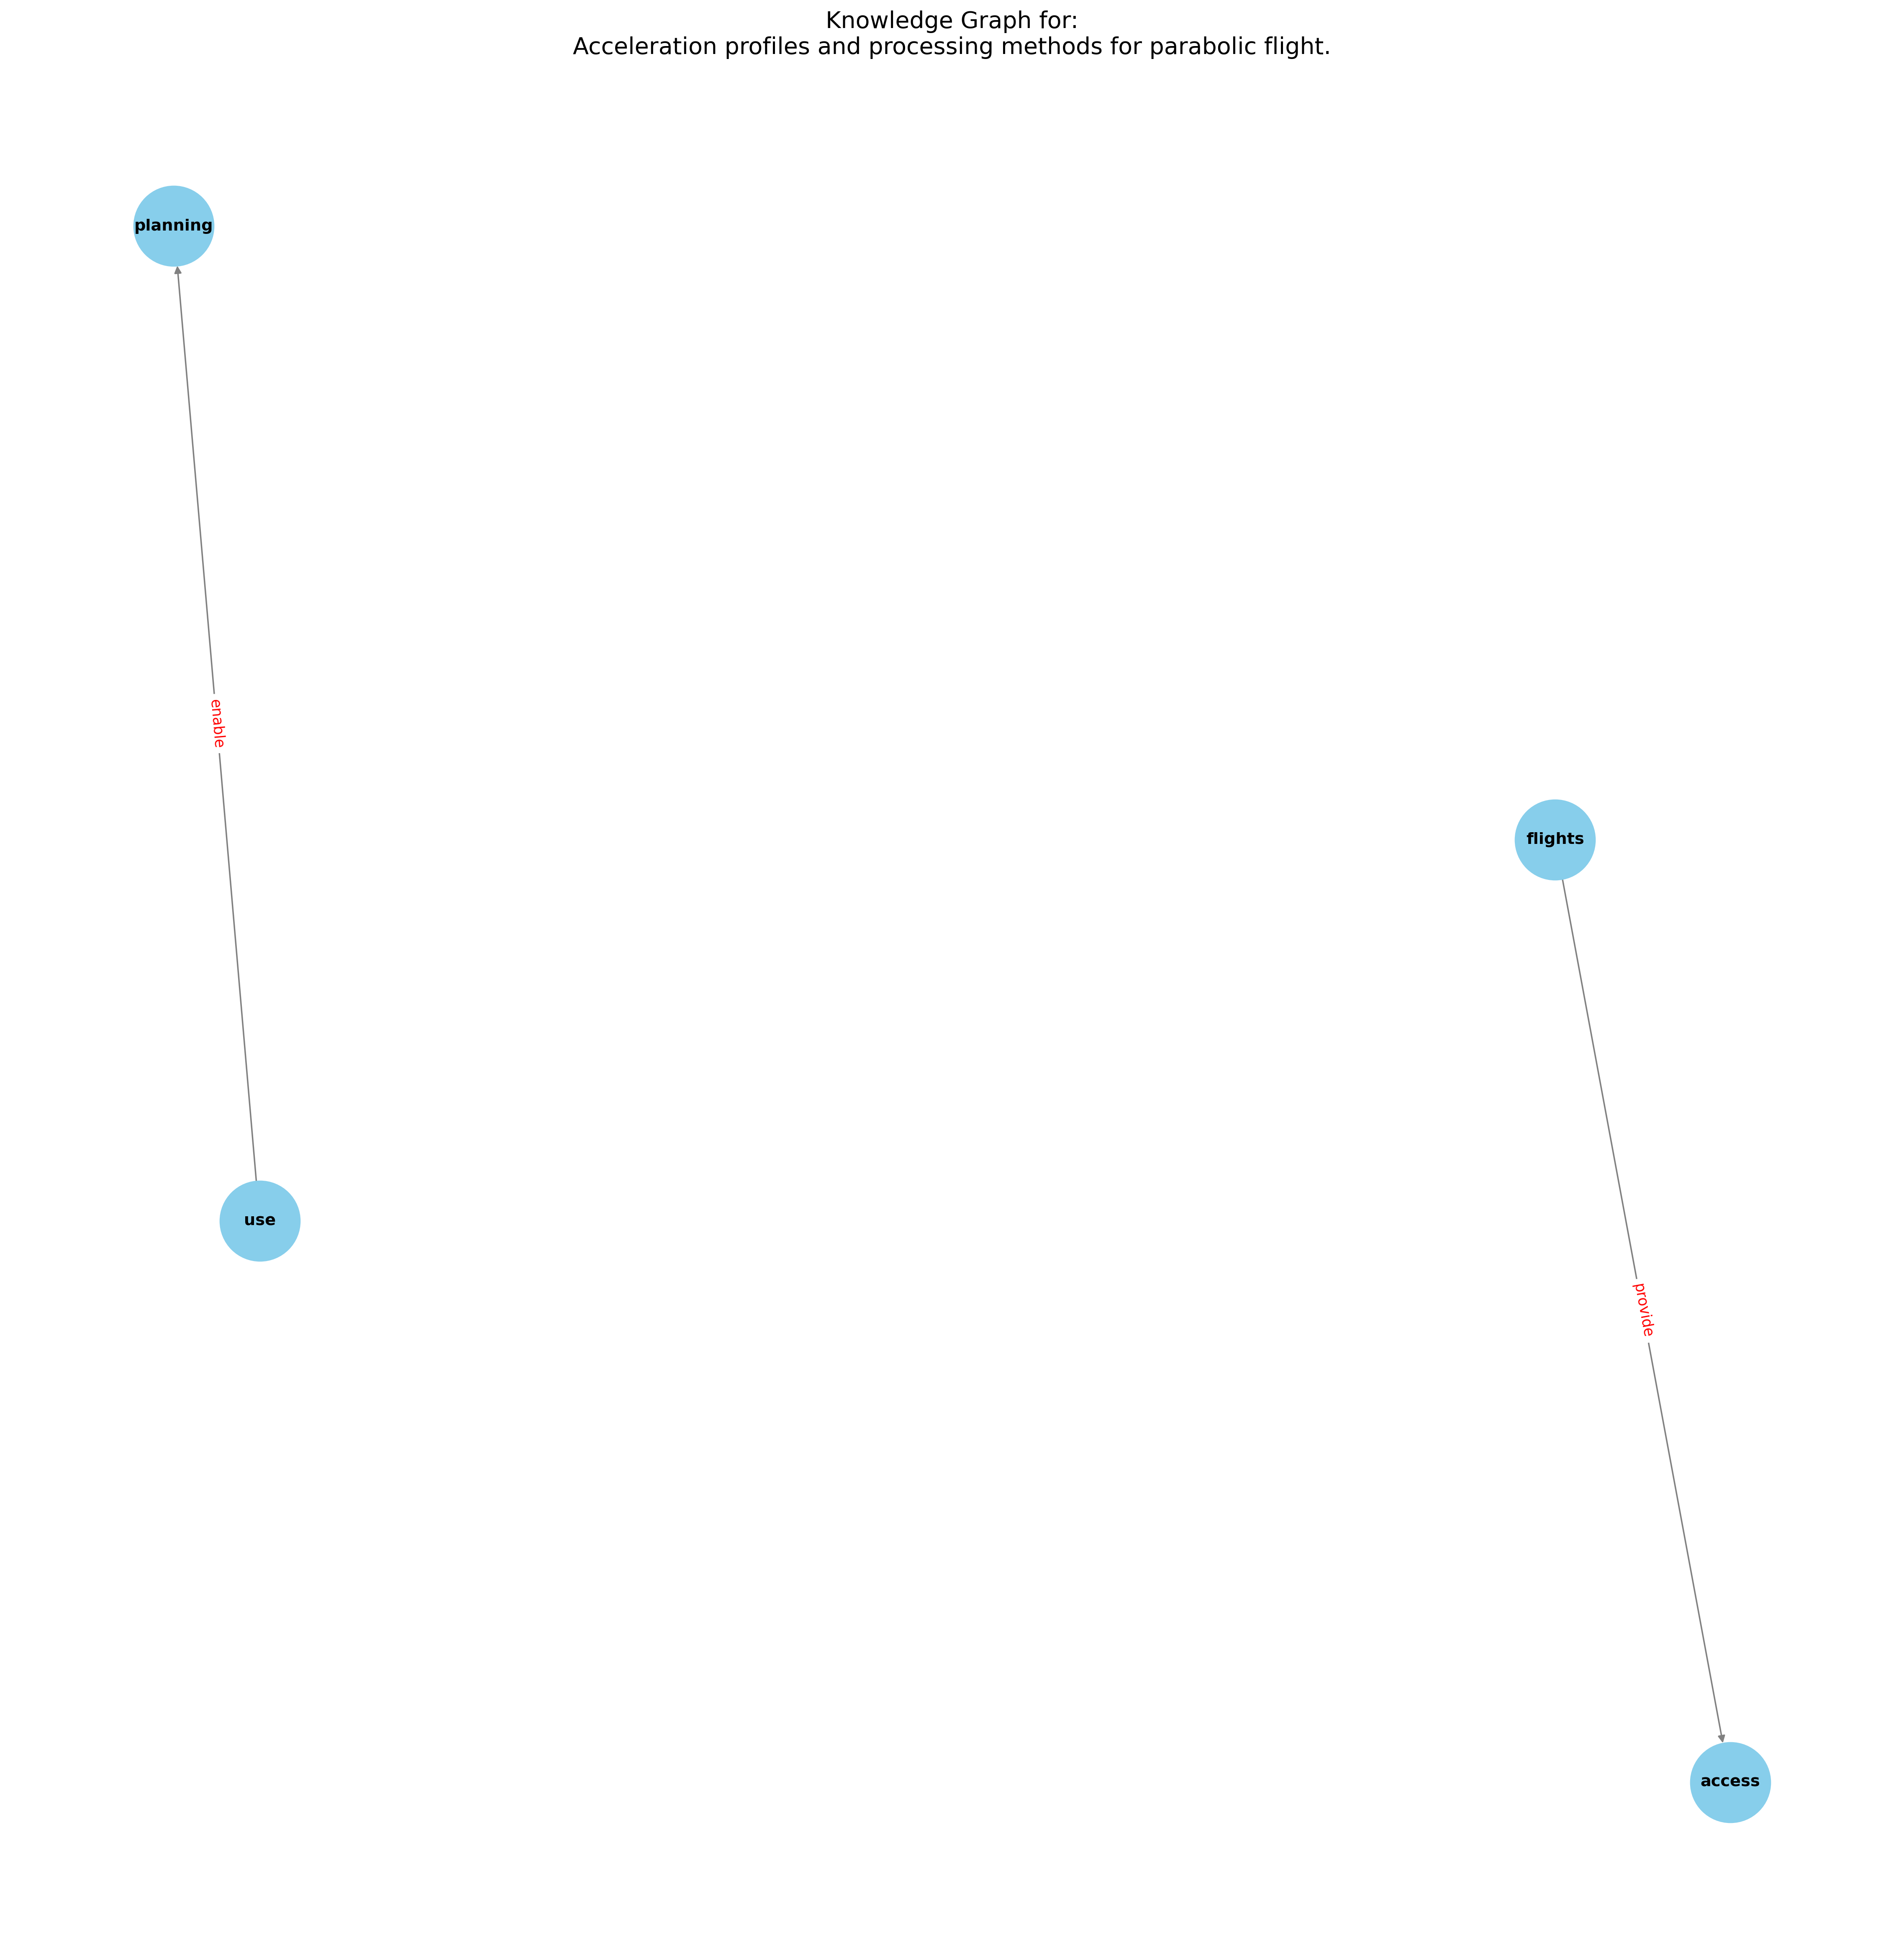 Knowledge Graph for:
Acceleration profiles and processing methods for parabolic flight.
planning
enable
flights
use
provide
access